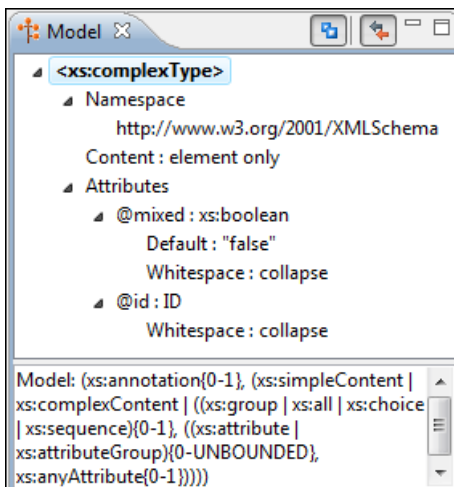 Model
<xs:complexType>
Namespace
http://www.w3.org/2001/XMLSchema
Content : element only
Attributes
@mixed : xs:boolean
Default : "false"
Whitespace : collapse
@id : ID
Whitespace : collapse
Model: (xs:annotation{0-1}, (xs:simpleContent |
xs:complexContent | ((xs:group | xs:all | xs:choice
| xs:sequence){0-1}, ((xs:attribute |
xs:attributeGroup){0-UNBOUNDED},
xs:anyAttribute{0-1}))))